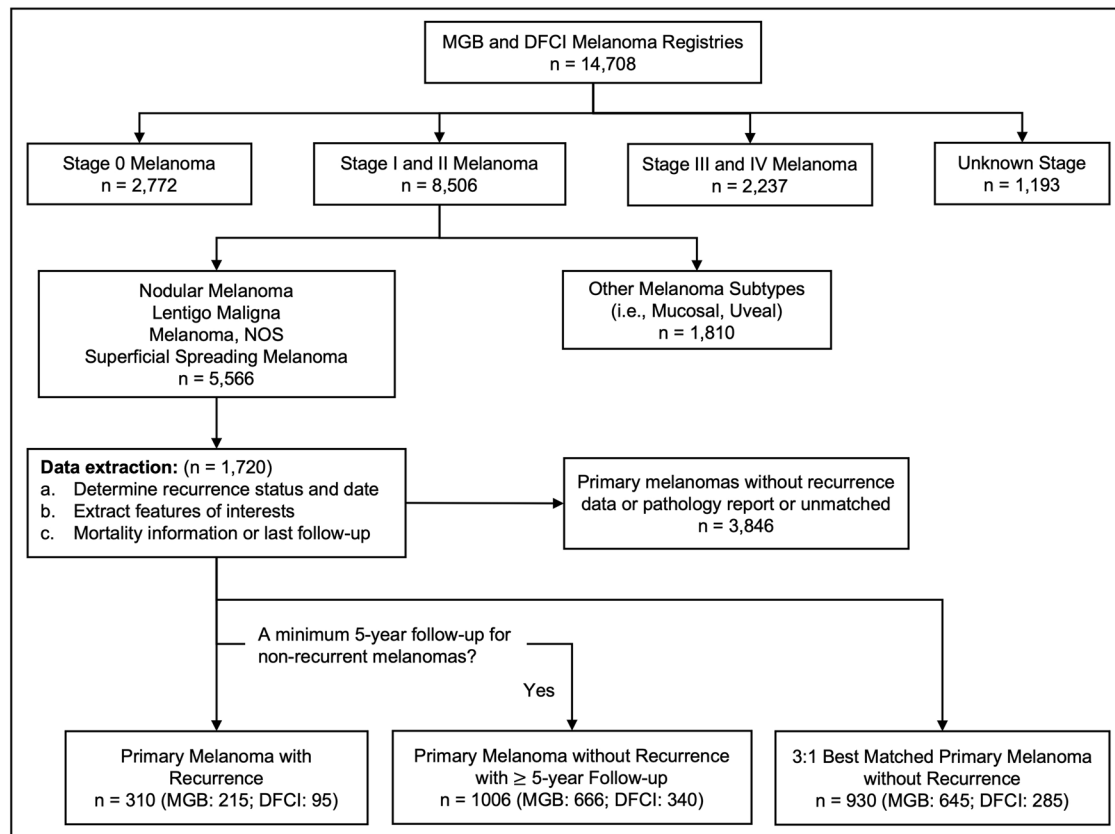 MGB and DFCI Melanoma Registries
n = 14,708
Stage 0 Melanoma
n = 2,772
Stage I and II Melanoma
n = 8,506
Stage III and IV Melanoma
n = 2,237
Unknown Stage
n = 1,193
Nodular Melanoma
Lentigo Maligna
Melanoma, NOS
Superficial Spreading Melanoma
n = 5,566
Other Melanoma Subtypes
(i.e., Mucosal, Uveal)
n = 1,810
Data extraction: (n = 1,720)
a. Determine recurrence status and date
b. Extract features of interests
c. Mortality information or last follow-up
Primary melanomas without recurrence
data or pathology report or unmatched
n = 3,846
A minimum 5-year follow-up for
non-recurrent melanomas?
Yes
Primary Melanoma with
Recurrence
n = 310 (MGB: 215; DFCI: 95)
Primary Melanoma without Recurrence
with ≥ 5-year Follow-up
n = 1006 (MGB: 666; DFCI: 340)
3:1 Best Matched Primary Melanoma
without Recurrence
n = 930 (MGB: 645; DFCI: 285)